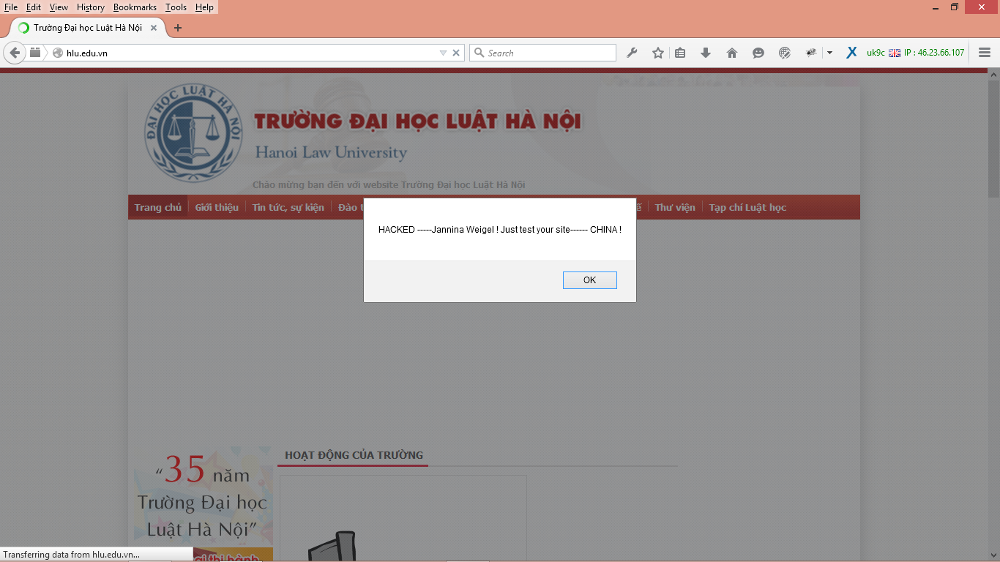 File Edit View History Bookmarks Tools Help
Trường Đại học Luật Hà Nội
hlu.edu.vn
Search
uk9c IP : 46.23.66.107
ĐẠI HỌC LUẬT HÀ NỘI
TRƯỜNG ĐẠI HỌC LUẬT HÀ NỘI
Hanoi Law University
Chào mừng bạn đến với website Trường Đại học Luật Hà Nội
Trang chủ Giới thiệu Tin tức, sự kiện Đào Thư viện Tạp chí Luật học
HACKED -----Jannina Weigel ! Just test your site------ CHINA !
OK
HOẠT ĐỘNG CỦA TRƯỜNG
“35 năm
Trường Đại học
Luật Hà Nội”
thi hành
Transferring data from hlu.edu.vn...